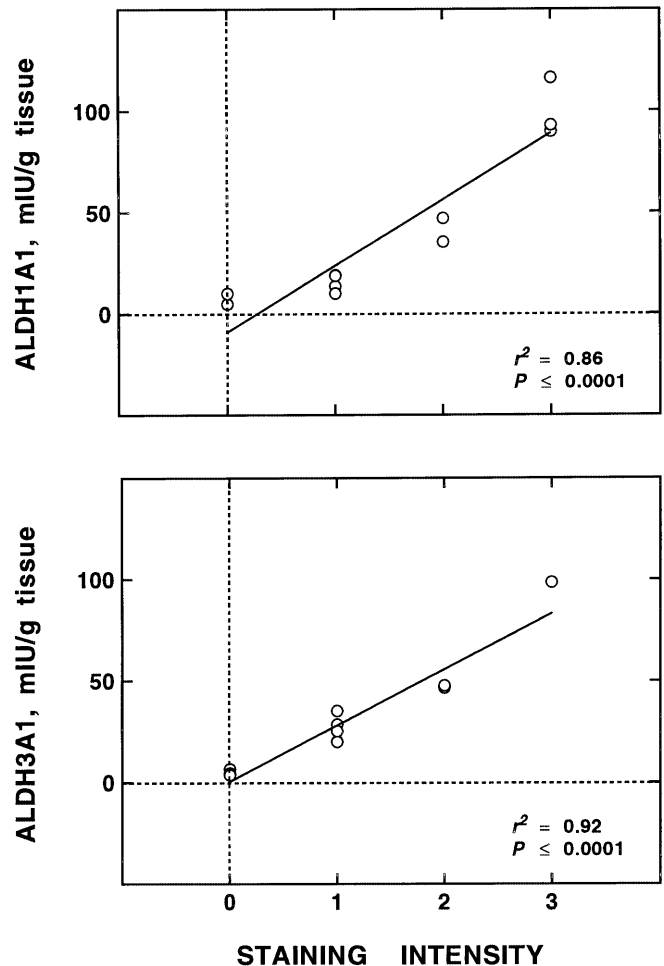 ALDH1A1, mIU/g tissue
100
50
0
r² = 0.86
P ≤ 0.0001
ALDH3A1, mIU/g tissue
100
50
0
r² = 0.92
P ≤ 0.0001
0 1 2 3
STAINING INTENSITY